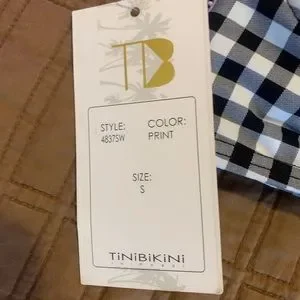 TB
STYLE: COLOR:
4837SW PRINT
SIZE:
S
TiNiBiKiNi